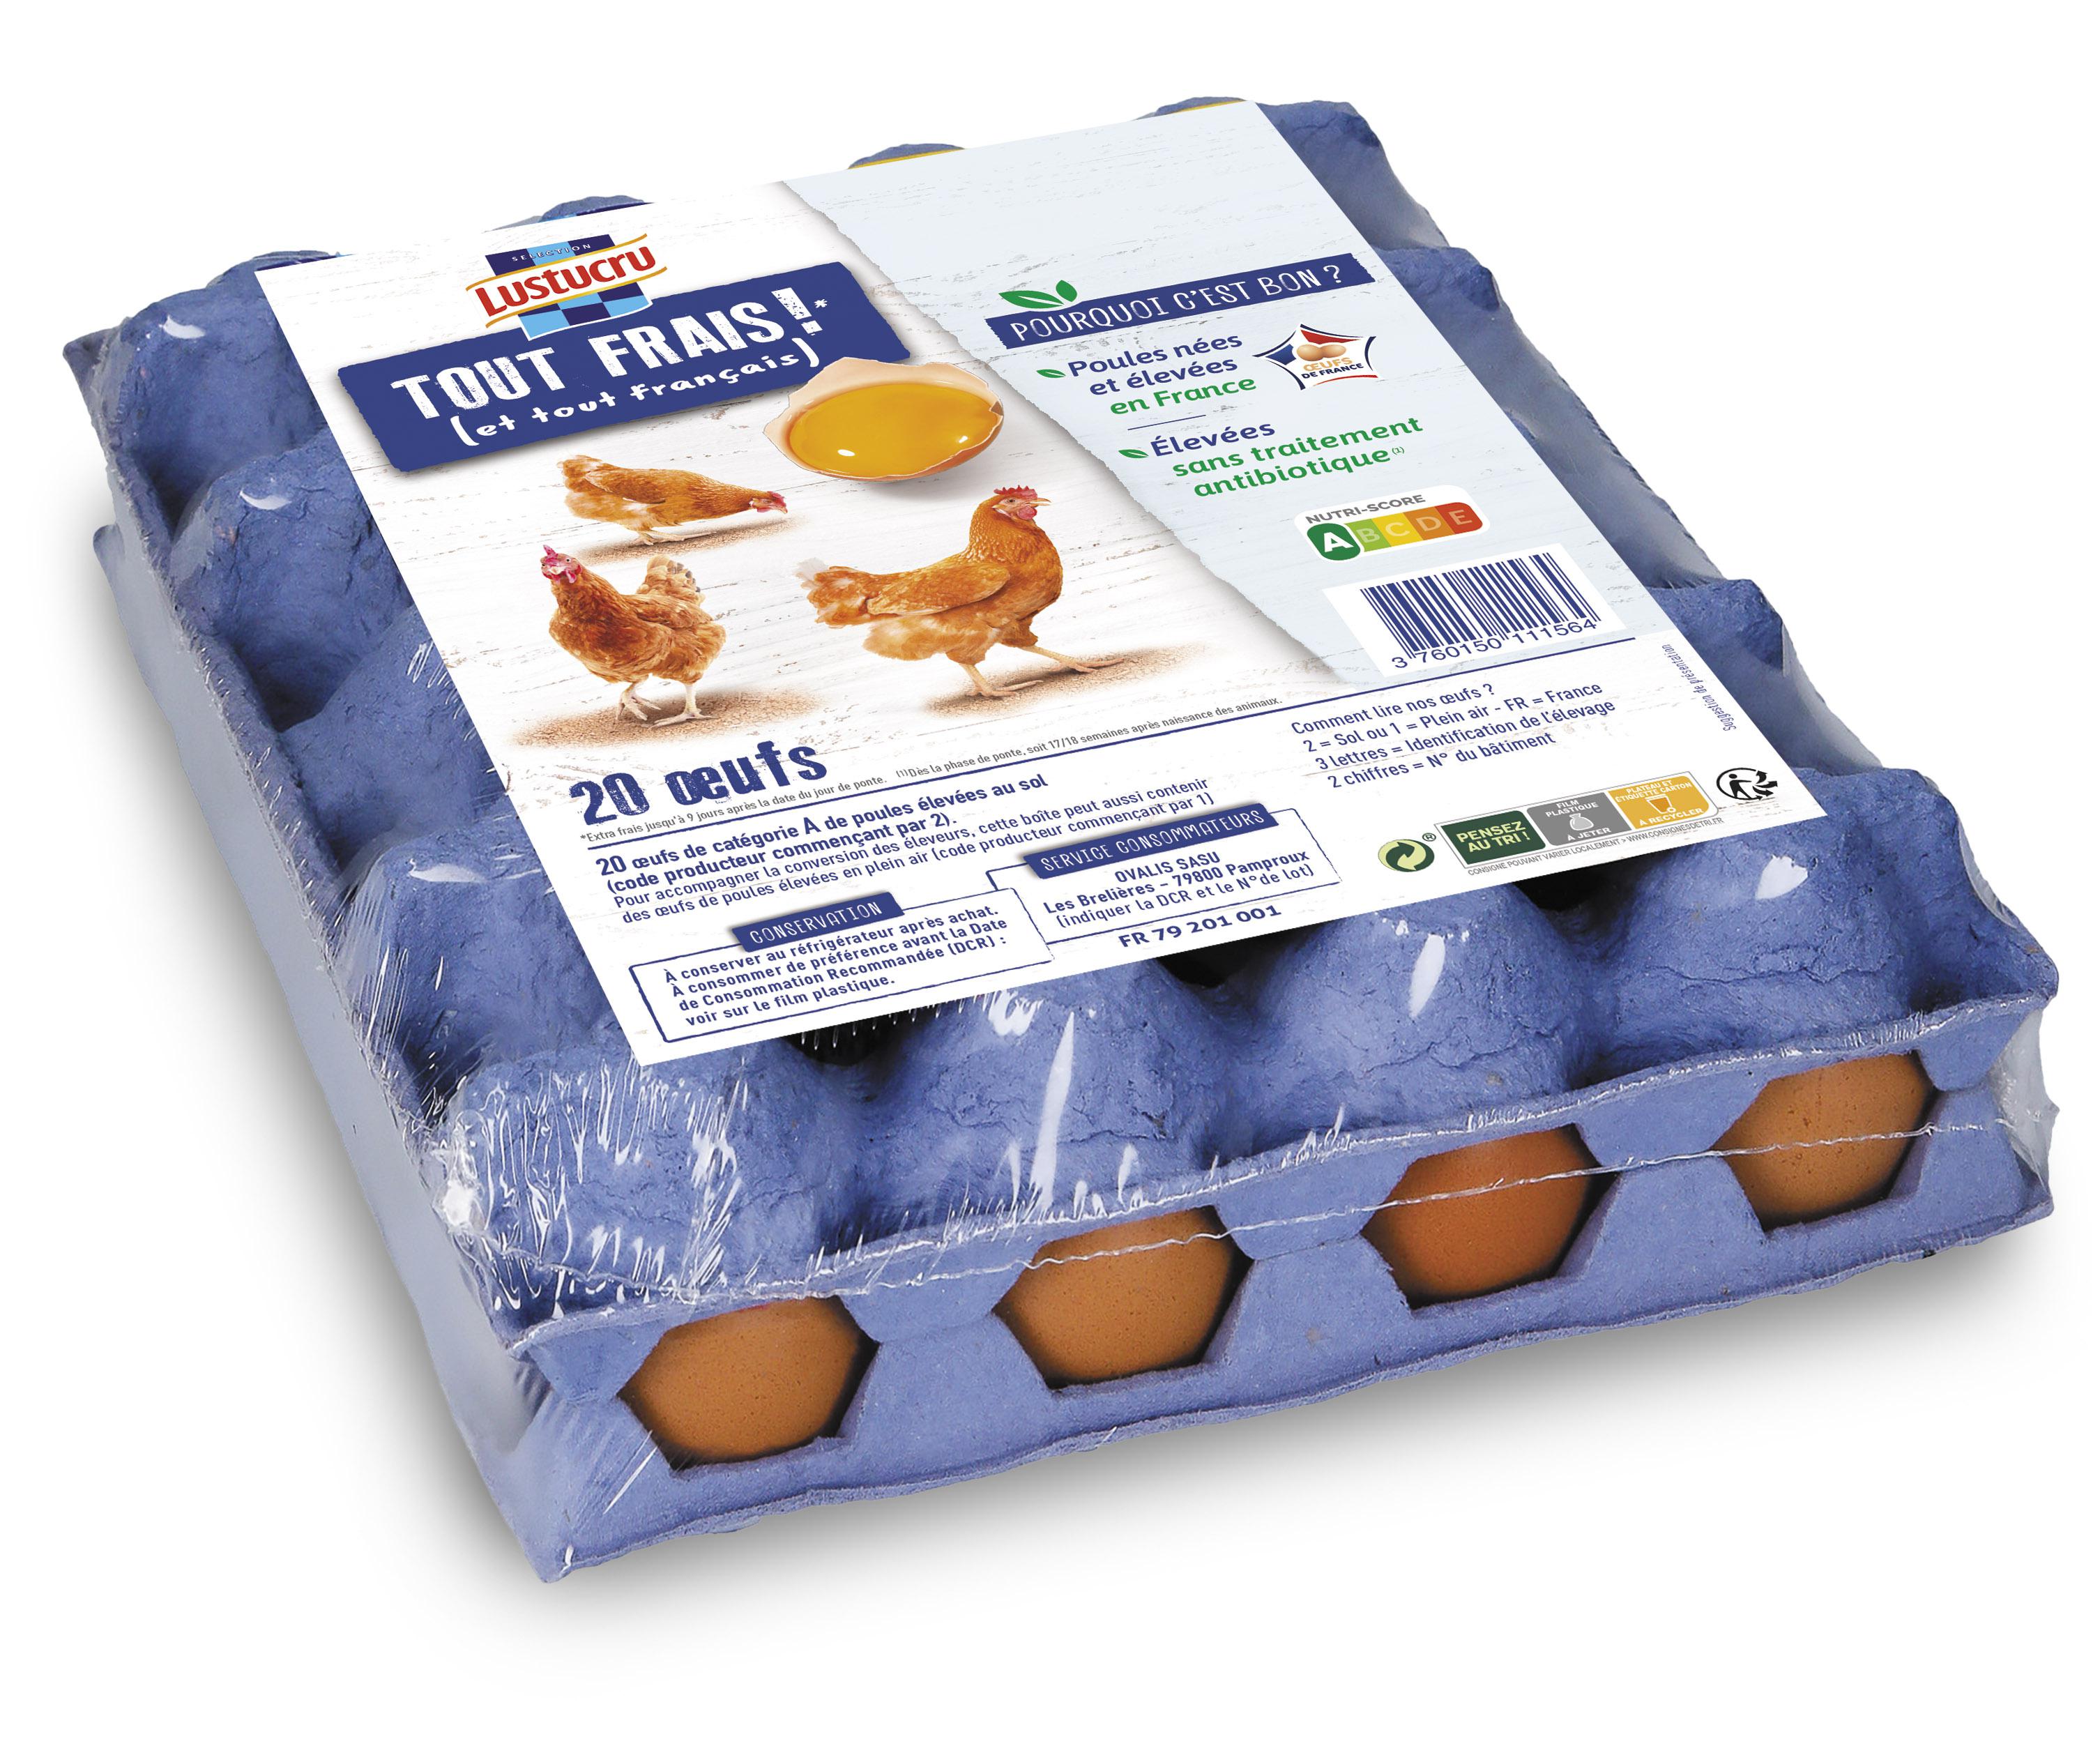 SELECTION
Lustucru
TOUT FRAIS !*
(et tout français)
POURQUOI C'EST BON ?
Poules nées
et élevées
en France
ŒUFS
DE FRANCE
Élevées
sans traitement
antibiotique (1)
NUTRI-SCORE
A B C D E
3 760150 111564
Suggestion de présentation
20 œufs
*Extra frais jusqu'à 9 jours après la date du jour de ponte. (1)Dès la phase de ponte, soit 17/18 semaines après naissance des animaux.
20 œufs de catégorie A de poules élevées au sol
(code producteur commençant par 2).
Pour accompagner la conversion des éleveurs, cette boîte peut aussi contenir
des œufs de poules élevées en plein air (code producteur commençant par 1)
Comment lire nos œufs ?
2 = Sol ou 1 = Plein air - FR = France
3 lettres = Identification de l'élevage
2 chiffres = N° du bâtiment
CONSERVATION
À conserver au réfrigérateur après achat.
À consommer de préférence avant la Date
de Consommation Recommandée (DCR) :
voir sur le film plastique.
SERVICE CONSOMMATEURS
OVALIS SASU
Les Brelières – 79800 Pamproux
(indiquer la DCR et le N°de lot)
FR 79 201 001
®
PENSEZ
AU TRI !
FILM
PLASTIQUE
À JETER
PLATEAU ET
ETIQUETTE CARTON
À RECYCLER
CONSIGNE POUVANT VARIER LOCALEMENT > WWW.CONSIGNESDETRI.FR